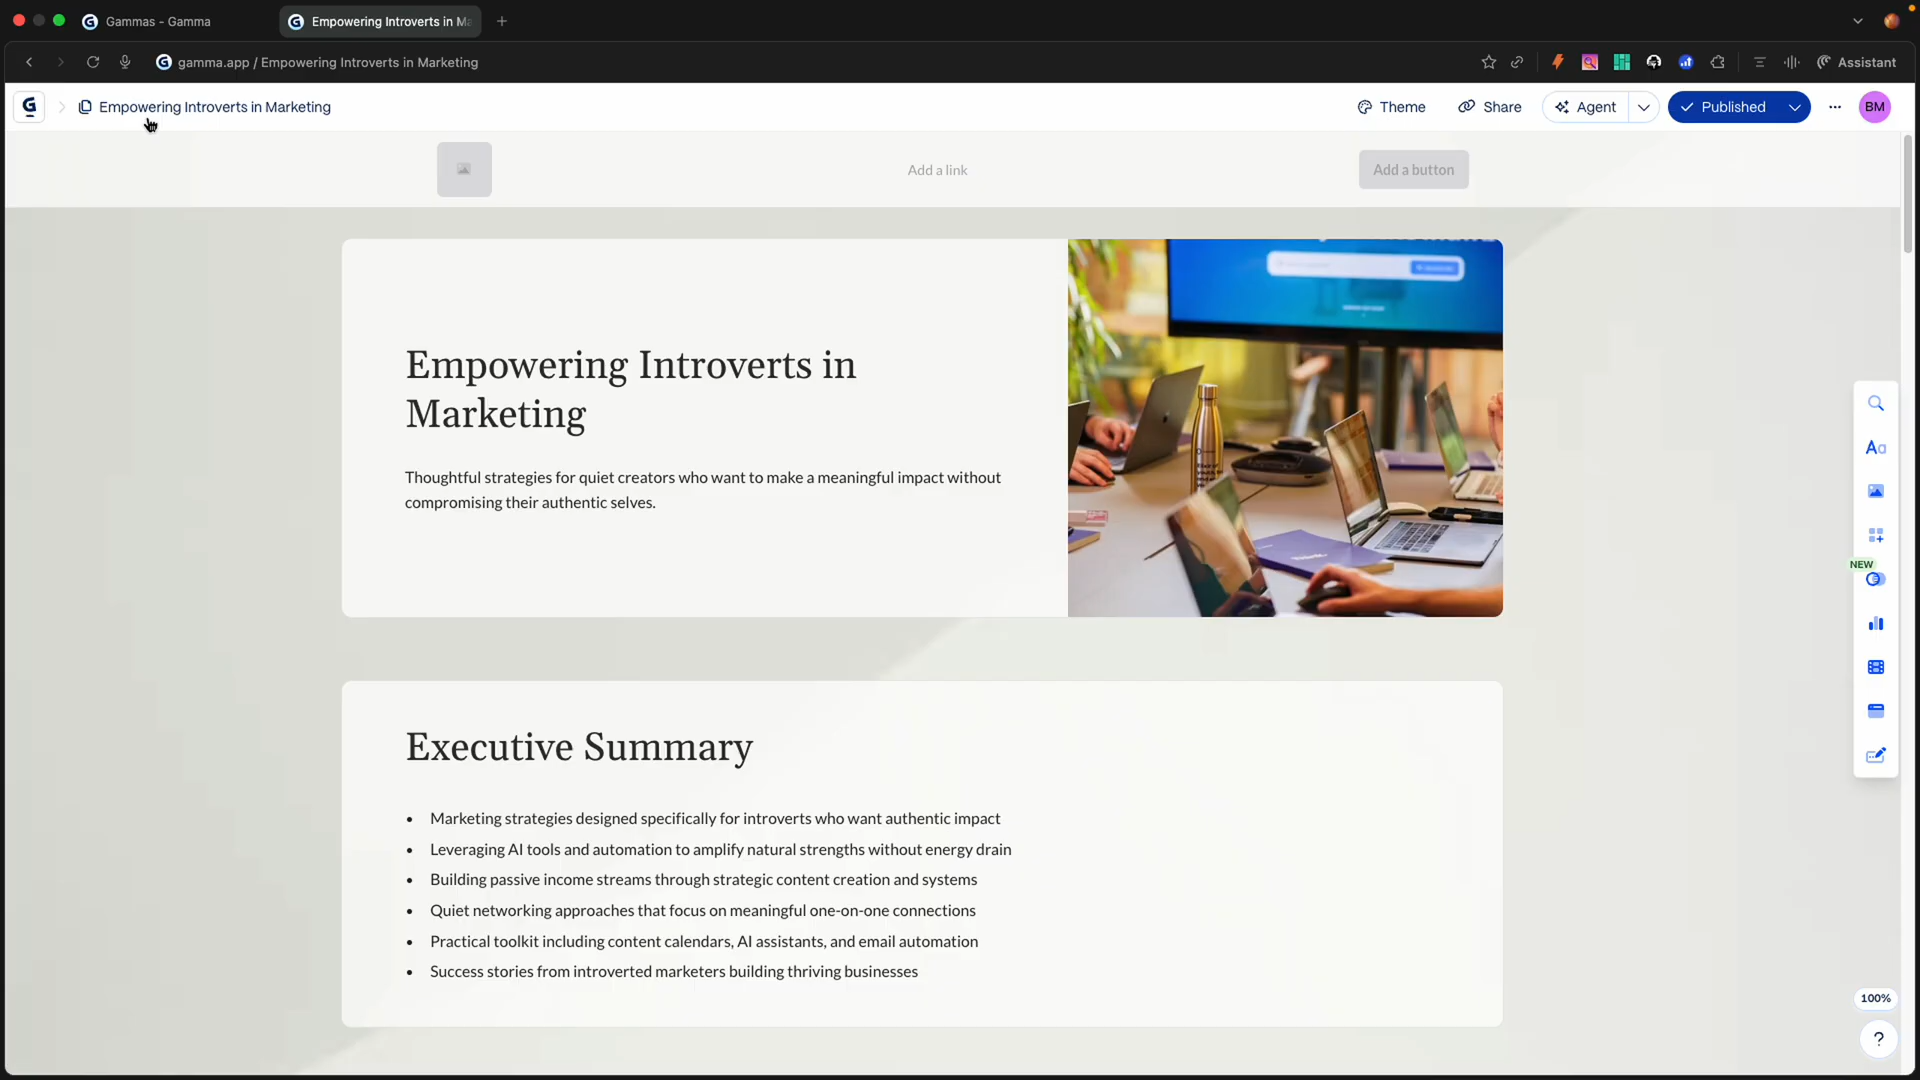 Gammas - Gamma
Empowering Introverts in Ma
gamma.app / Empowering Introverts in Marketing
Assistant
Empowering Introverts in Marketing
Theme
Share
Agent
Published
BM
Add a link
Add a button
Empowering Introverts in
Marketing
Thoughtful strategies for quiet creators who want to make a meaningful impact without
compromising their authentic selves.
Aa
NEW
Executive Summary
• Marketing strategies designed specifically for introverts who want authentic impact
• Leveraging AI tools and automation to amplify natural strengths without energy drain
• Building passive income streams through strategic content creation and systems
• Quiet networking approaches that focus on meaningful one-on-one connections
• Practical toolkit including content calendars, AI assistants, and email automation
• Success stories from introverted marketers building thriving businesses
100%
?